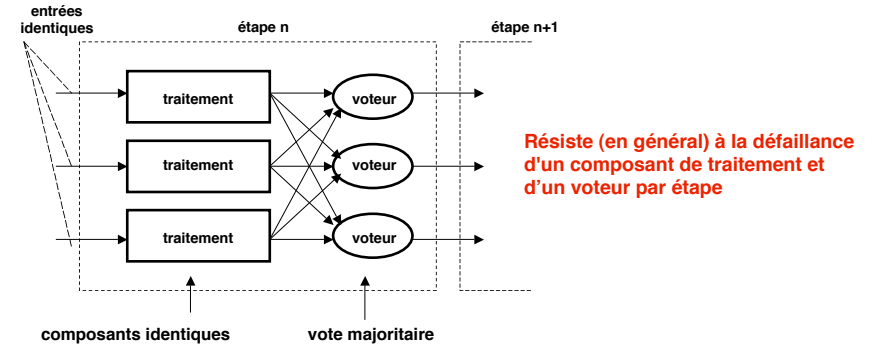 entrées
identiques
étape n
étape n+1
traitement
voteur
traitement
voteur
traitement
voteur
Résiste (en général) à la défaillance
d'un composant de traitement et
d’un voteur par étape
composants identiques
vote majoritaire